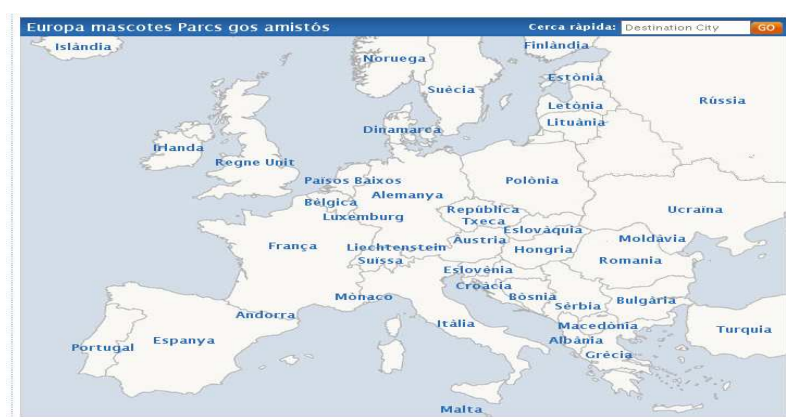 Europa mascotes Parcs gos amistós
Cerca ràpida: Destination City GO
Islàndia
Noruega
Finlàndia
Suècia
Estònia
Rússia
Letònia
Lituània
Dinamarca
Irlanda
Regne Unit
Països Baixos
Polònia
Alemanya
Bèlgica
República
Txeca
Ucraïna
Luxemburg
Eslovàquia
França
Liechtenstein
Austria
Moldàvia
Hongria
Suïssa
Romania
Eslovènia
Croàcia
Mònaco
Bòsnia
Sèrbia
Bulgària
Andorra
Itàlia
Macedònia
Turquia
Portugal
Espanya
Albània
Grècia
Malta